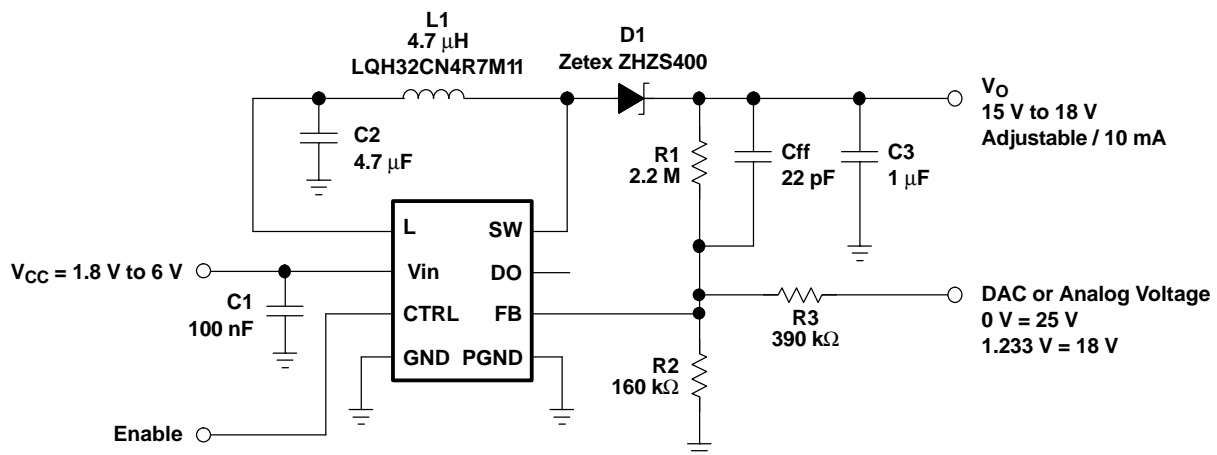 L1
4.7 μH
LQH32CN4R7M11
D1
Zetex ZHZS400
VO
15 V to 18 V
Adjustable / 10 mA
C2
4.7 μF
R1
2.2 M
Cff
22 pF
C3
1 μF
L
SW
VCC = 1.8 V to 6 V
Vin
DO
C1
100 nF
CTRL
FB
GND
PGND
R3
390 kΩ
DAC or Analog Voltage
0 V = 25 V
1.233 V = 18 V
R2
160 kΩ
Enable